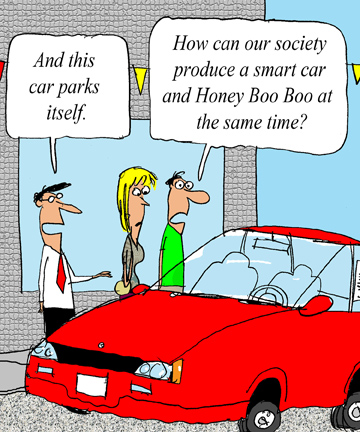 And this
car parks
itself.
How can our society
produce a smart car
and Honey Boo Boo at
the same time?